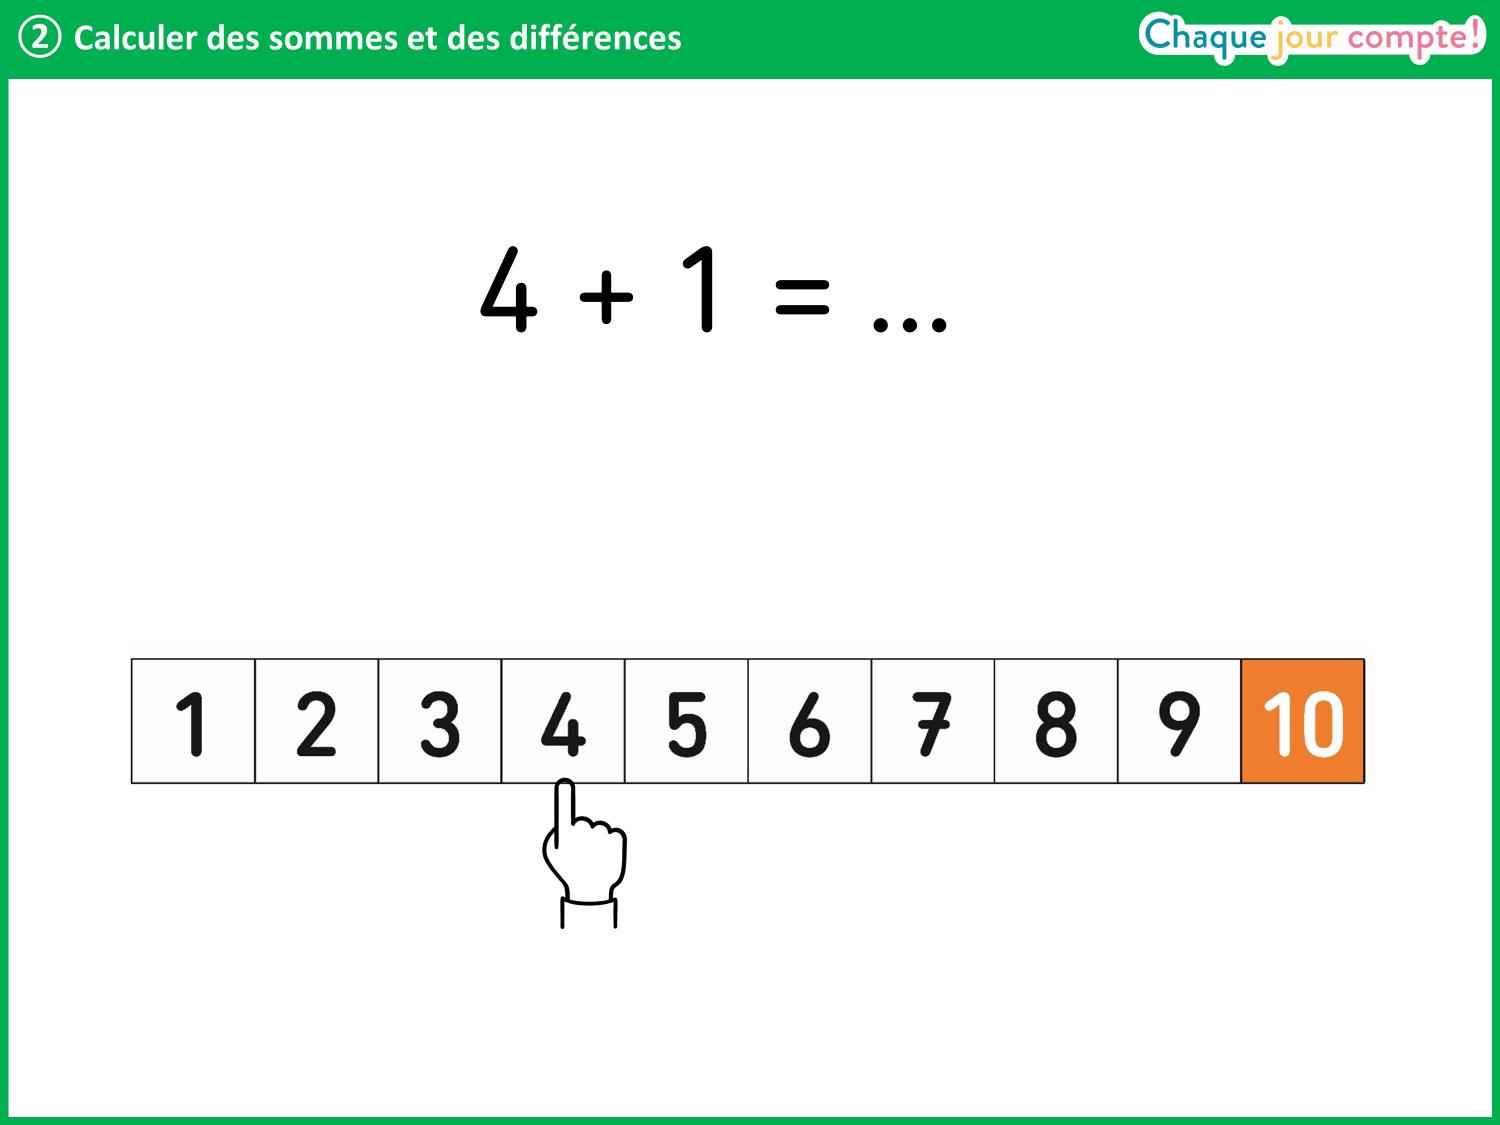 ② Calculer des sommes et des différences
Chaque jour compte!
4 + 1 = ...
1 2 3 4 5 6 7 8 9 10